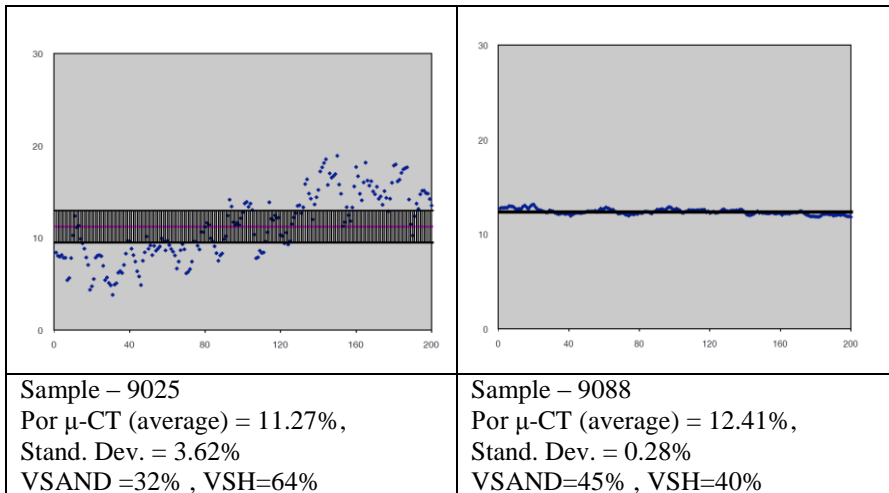 30
20
10
0
0 40 80 120 160 200
30
20
10
0
0 40 80 120 160 200
Sample – 9025
Por μ-CT (average) = 11.27%,
Stand. Dev. = 3.62%
VSAND =32% , VSH=64%
Sample – 9088
Por μ-CT (average) = 12.41%,
Stand. Dev. = 0.28%
VSAND=45% , VSH=40%